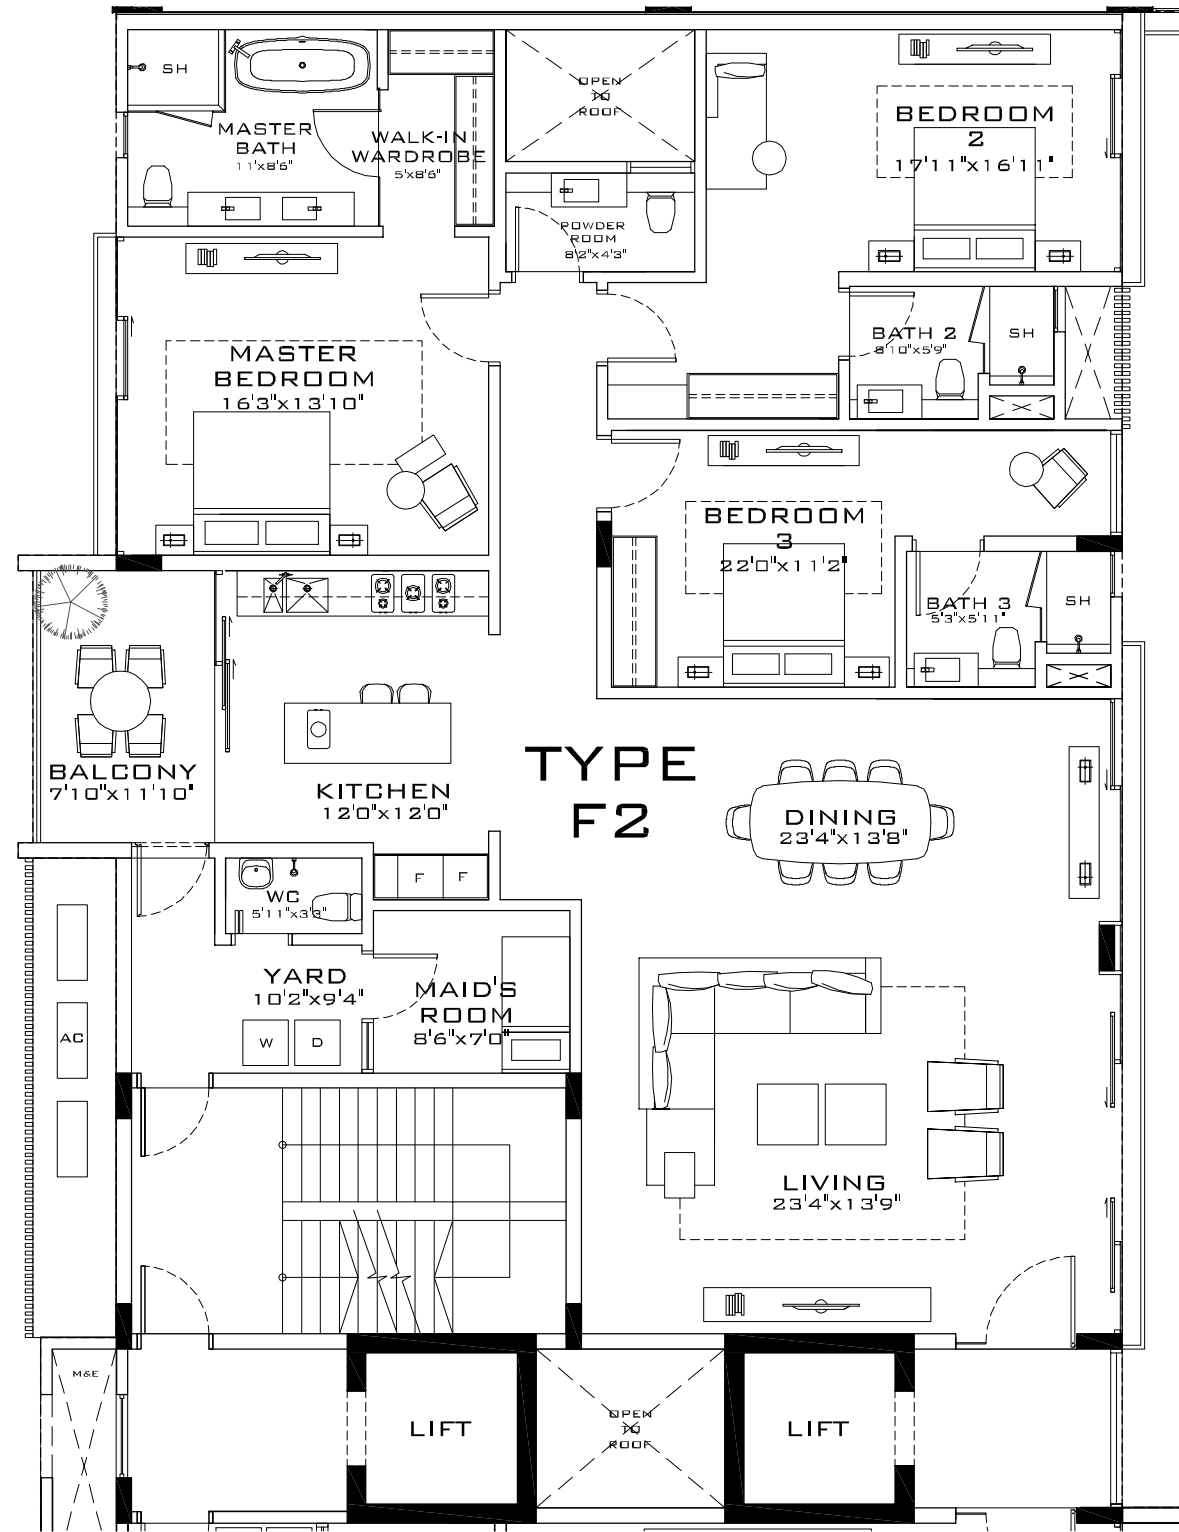 SH
OPEN
TO
ROOF
BEDROOM
2
17'11"x16'11"
MASTER
BATH
11'x8'6"
WALK-IN
WARDROBE
5'x8'6"
POWDER
ROOM
8'2"x4'3"
BATH 2
8'10"x5'9"
SH
MASTER
BEDROOM
16'3"x13'10"
BEDROOM
3
22'0"x11'2"
BATH 3
5'3"x5'11"
SH
BALCONY
7'10"x11'10"
KITCHEN
12'0"x12'0"
TYPE
F2
DINING
23'4"x13'8"
F
F
WC
5'11"x3'3"
YARD
10'2"x9'4"
MAID'S
ROOM
8'6"x7'0"
AC
W
D
LIVING
23'4"x13'9"
M&E
LIFT
OPEN
TO
ROOF
LIFT